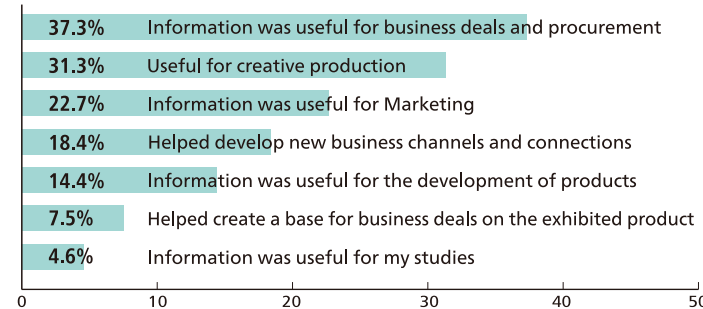 37.3% Information was useful for business deals and procurement
31.3% Useful for creative production
22.7% Information was useful for Marketing
18.4% Helped develop new business channels and connections
14.4% Information was useful for the development of products
7.5% Helped create a base for business deals on the exhibited product
4.6% Information was useful for my studies
0 10 20 30 40 50